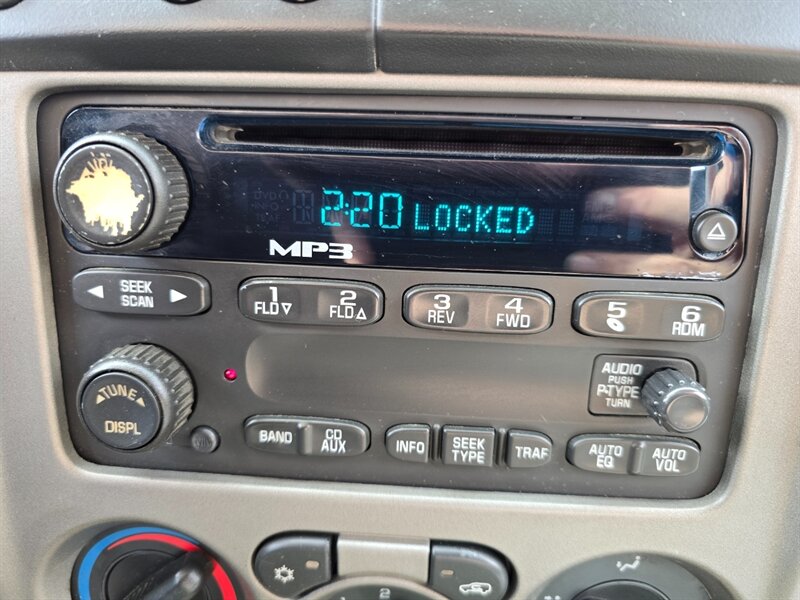 2:20 LOCKED
MP3
SEEK
SCAN
1
FLD
2
FLD
3
REV
4
FWD
5
6
RDM
TUNE
DISPL
AUDIO
PUSH
P-TYPE
TURN
BAND
CD
AUX
INFO
SEEK
TYPE
TRAF
AUTO
EQ
AUTO
VOL
2